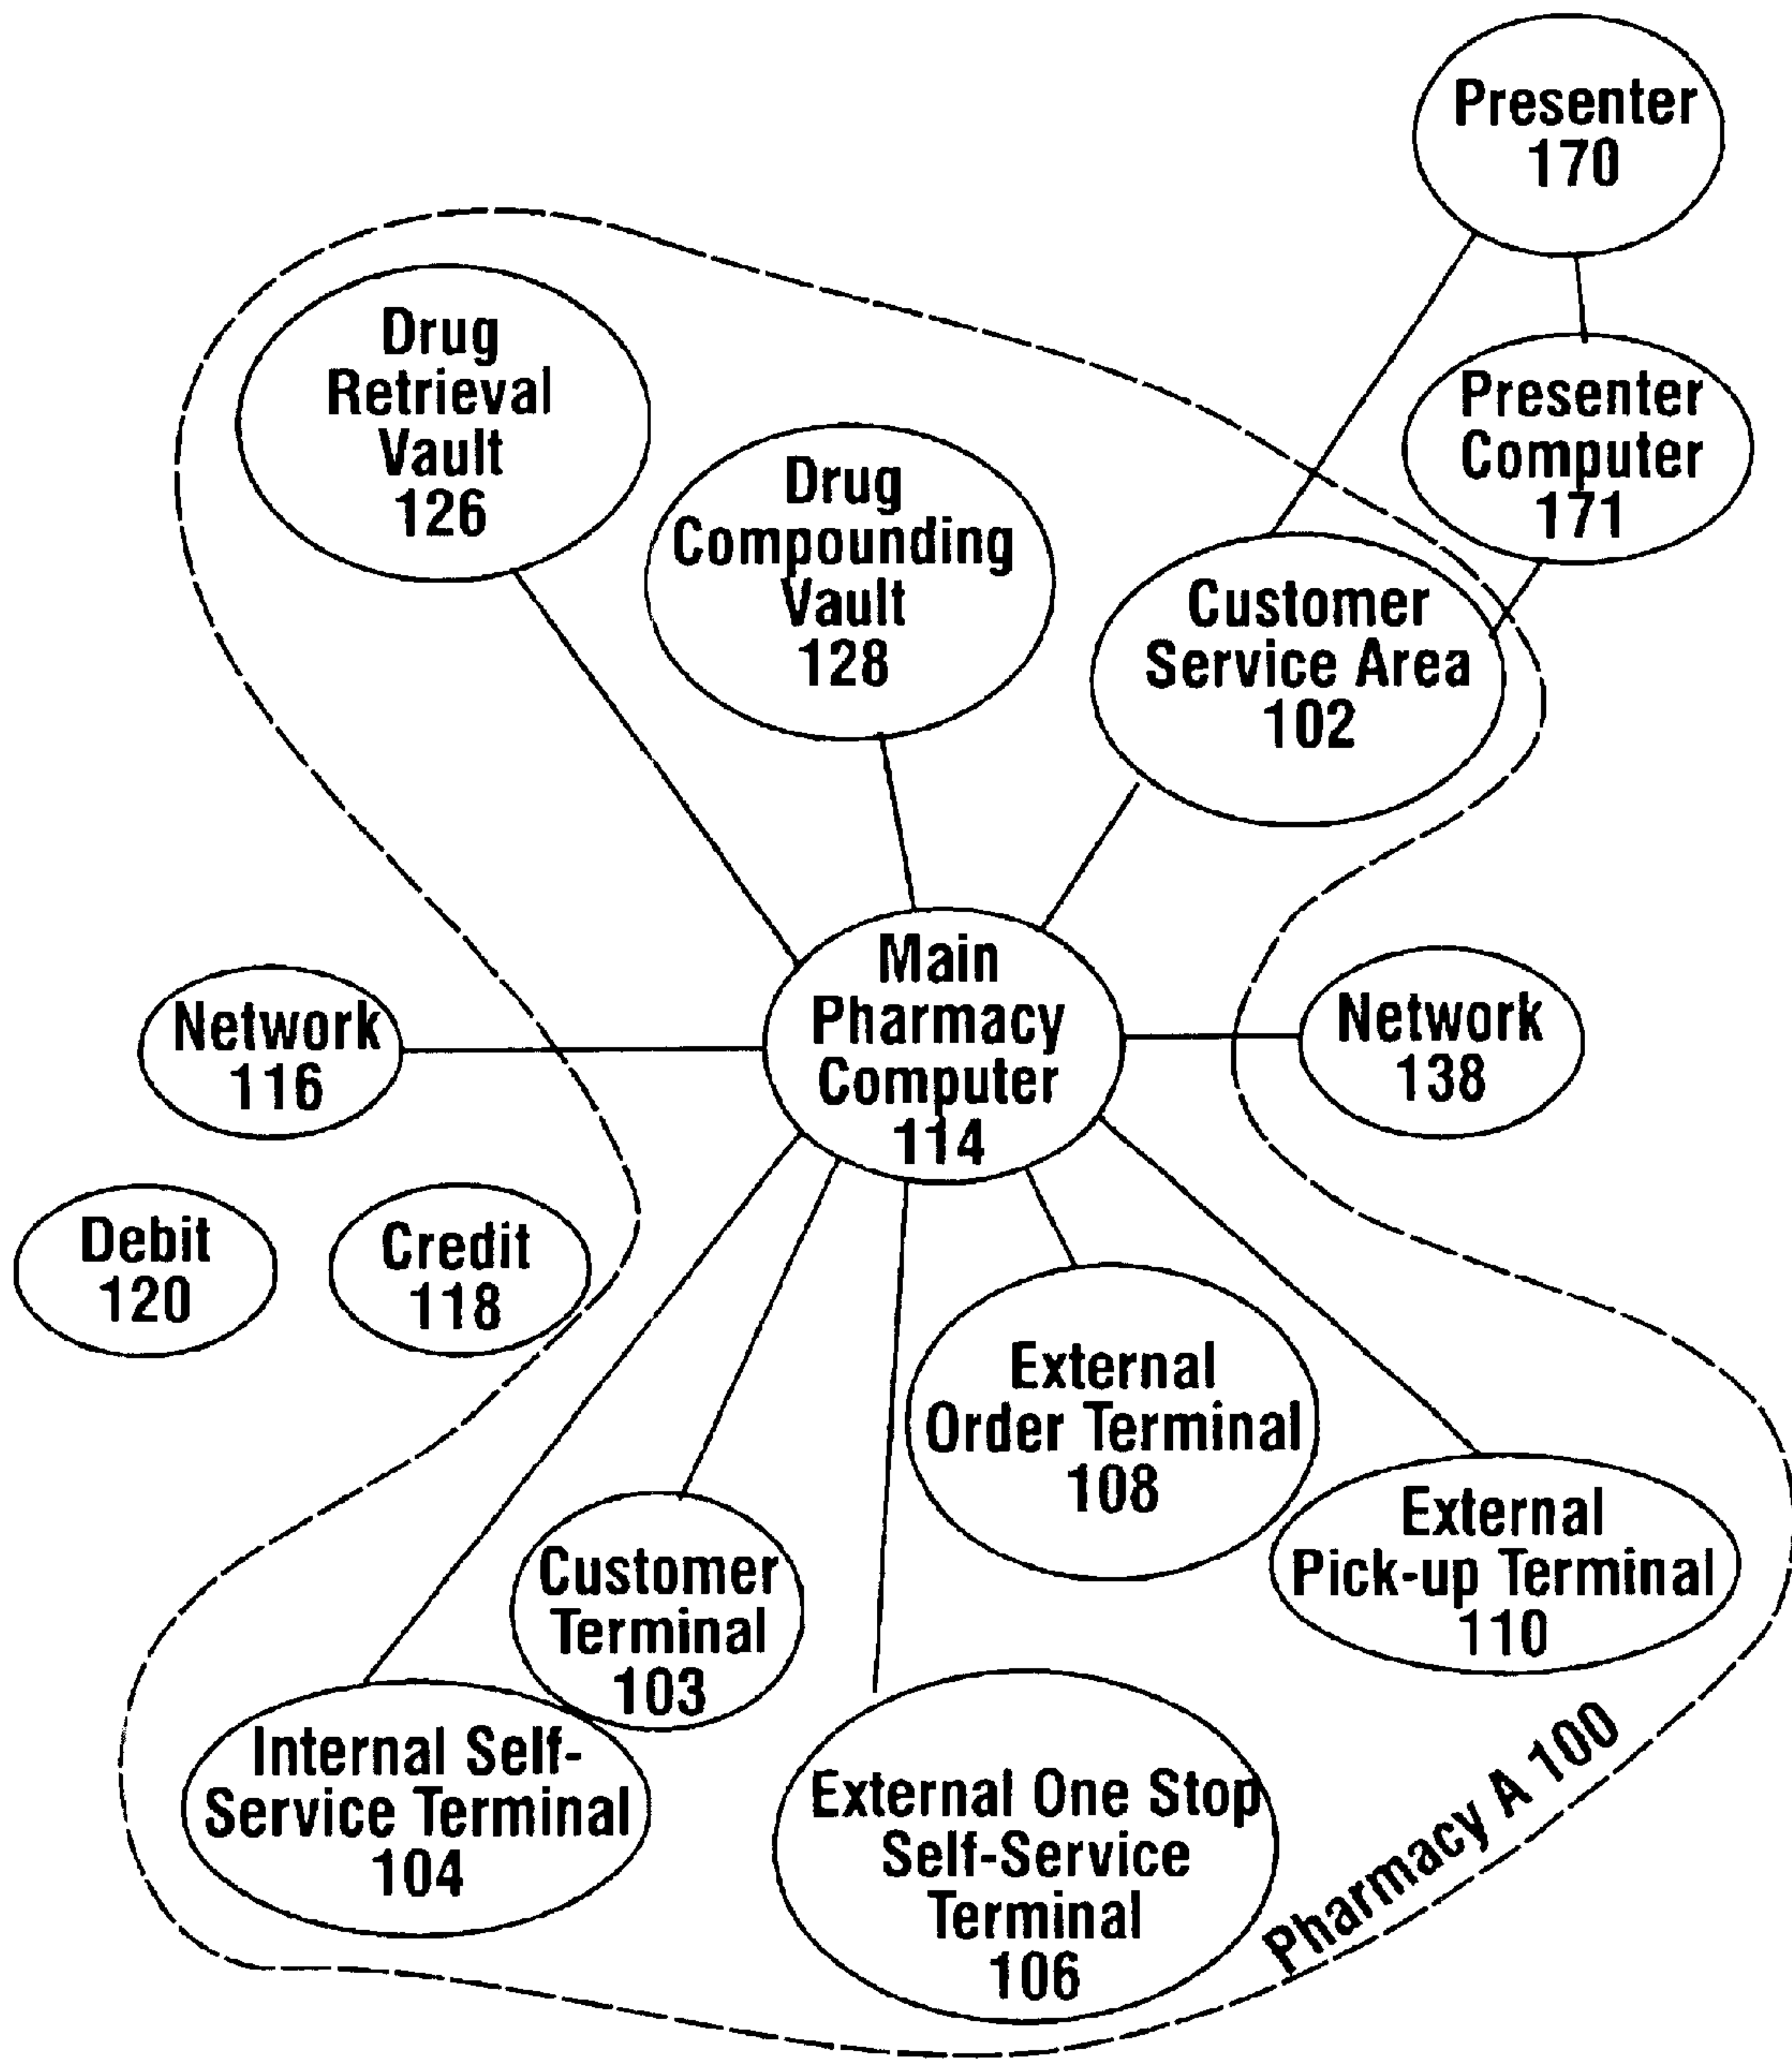 Presenter
170
Presenter
Computer
171
Drug
Retrieval
Vault
126
Drug
Compounding
Vault
128
Customer
Service Area
102
Main
Pharmacy
Computer
114
Network
116
Network
138
Debit
120
Credit
118
External
Order Terminal
108
External
Pick-up Terminal
110
Customer
Terminal
103
Internal Self-
Service Terminal
104
External One Stop
Self-Service
Terminal
106
Pharmacy A 100